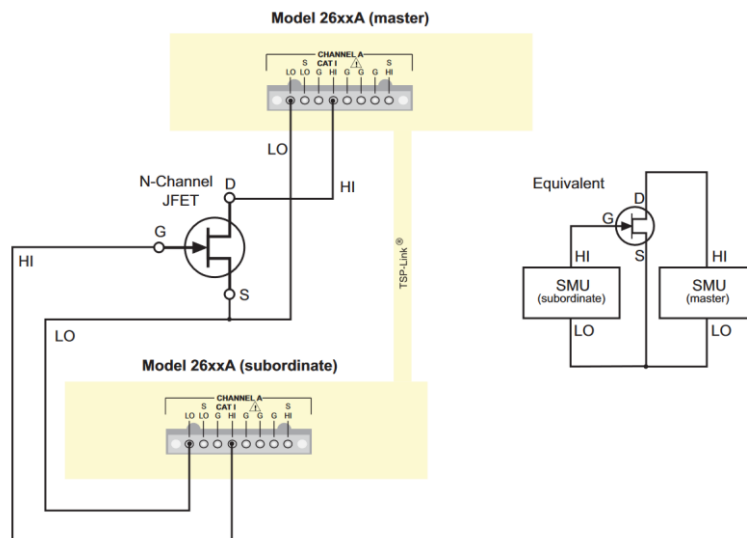 Model 26xxA (master)
CHANNEL A
S CAT I S
LO LO G HI G G G HI
LO
N-Channel
JFET
D
HI
G
HI
S
LO
TSP-Link®
Equivalent
D
G
HI
S
HI
SMU
(subordinate)
SMU
(master)
LO
LO
Model 26xxA (subordinate)
CHANNEL A
S CAT I S
LO LO G HI G G G HI